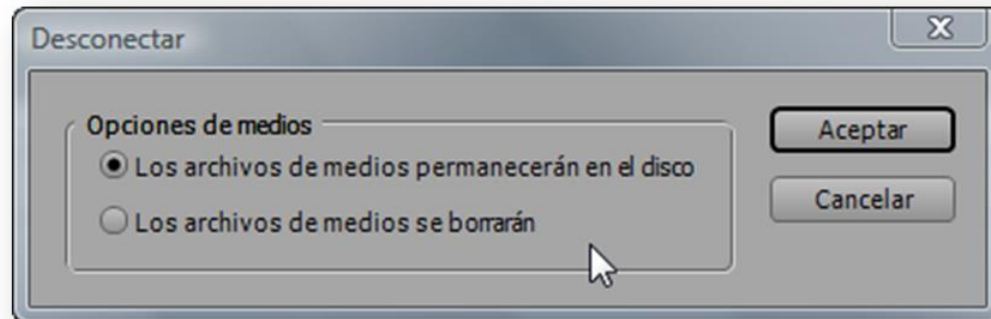 Desconectar
Opciones de medios
Los archivos de medios permanecerán en el disco
Los archivos de medios se borrarán
Aceptar
Cancelar